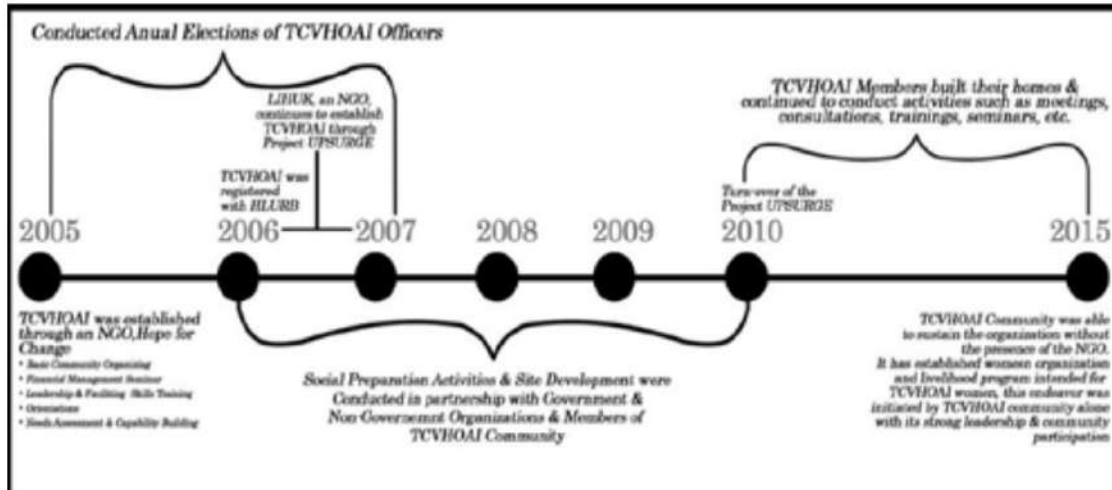 Conducted Anual Elections of TCVHOAI Officers
LIHUK, an NGO,
continues to establish
TCVHOAI through
Project UPSURGE
TCVHOAI was
registered
with HLURB
TCVHOAI Members built their homes &
continued to conduct activities such as meetings,
consultations, trainings, seminars, etc.
Turn-over of the
Project UPSURGE
2005
2006
2007
2008
2009
2010
2015
TCVHOAI was established
through an NGO,Hope for
Change
• Basic Community Organizing
• Financial Management Seminar
• Leadership & Faciliting Skills Training
• Orientations
• Needs Assessment & Capability Building
Social Preparation Activities & Site Development were
Conducted in partnership with Government &
Non-Governemnt Organizations & Members of
TCVHOAI Community
TCVHOAI Community was able
to sustain the organization without
the presence of the NGO.
It has established women organization
and livelihood program intended for
TCVHOAI women, this endeavor was
initiated by TCVHOAI community alone
with its strong leadership & community
participation